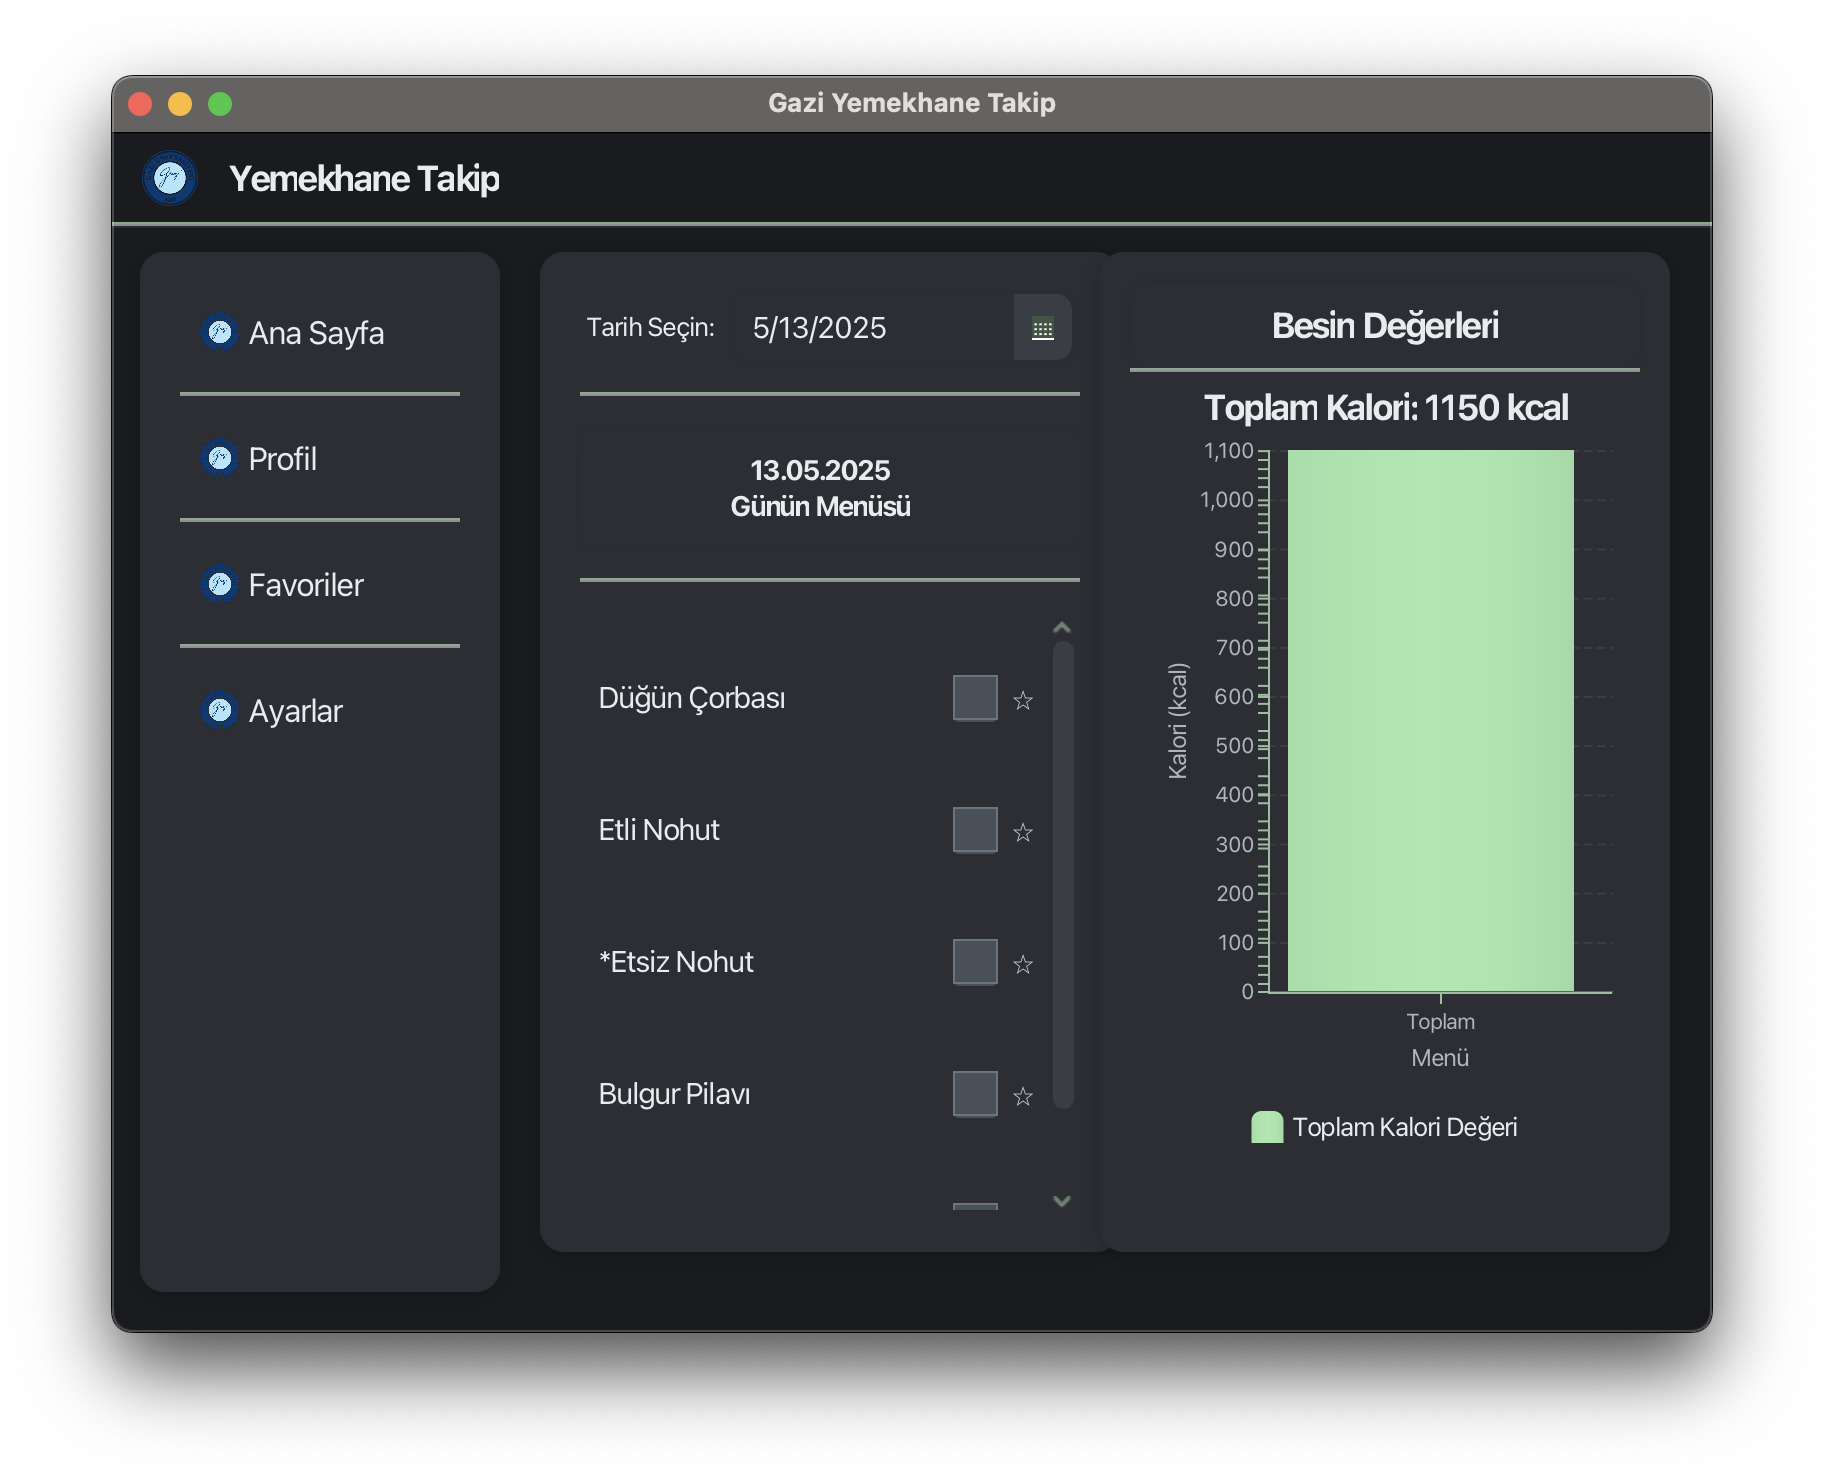 Gazi Yemekhane Takip
Yemekhane Takip
Ana Sayfa
Profil
Favoriler
Ayarlar
Tarih Seçin: 5/13/2025
13.05.2025
Günün Menüsü
Düğün Çorbası ☆
Etli Nohut ☆
*Etsiz Nohut ☆
Bulgur Pilavı ☆
Besin Değerleri
Toplam Kalori: 1150 kcal
1,100
1,000
900
800
700
600
500
400
300
200
100
0
Kalori (kcal)
Toplam
Menü
Toplam Kalori Değeri